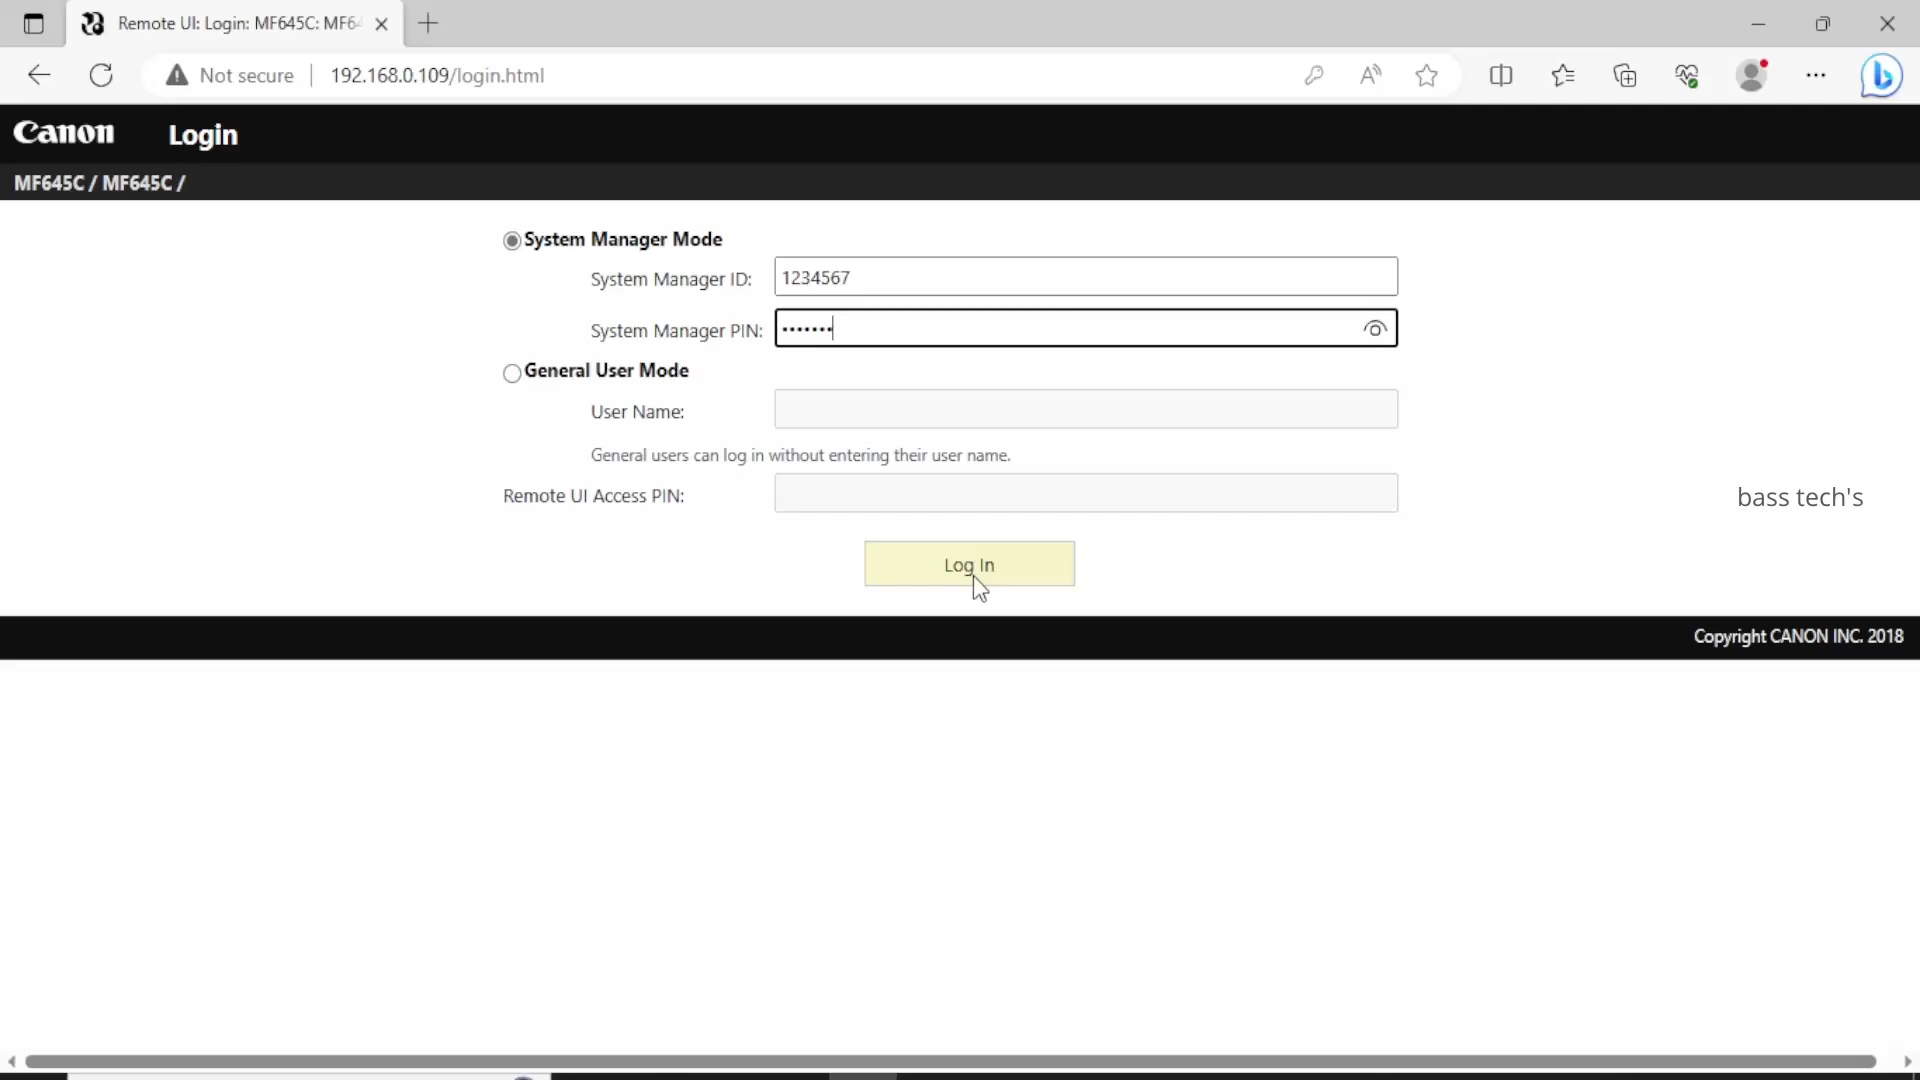 Remote UI: Login: MF645C: MF64
Not secure
192.168.0.109/login.html
Canon
Login
MF645C / MF645C /
System Manager Mode
System Manager ID:
1234567
System Manager PIN:
•••••••
General User Mode
User Name:
General users can log in without entering their user name.
Remote UI Access PIN:
bass tech's
Log In
Copyright CANON INC. 2018